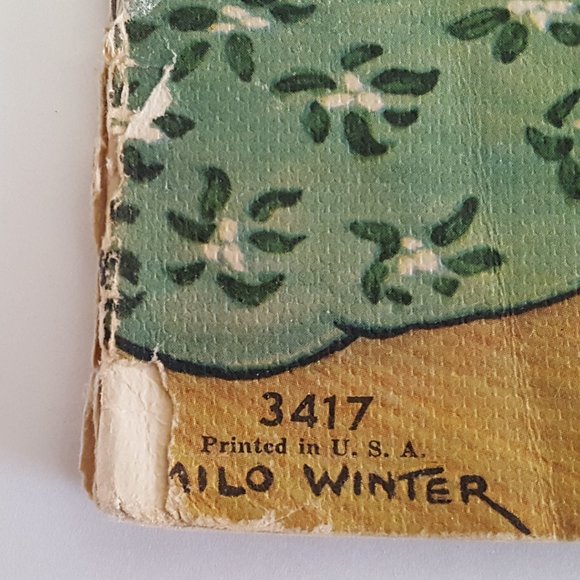 3417
Printed in U. S. A.
MILO WINTER